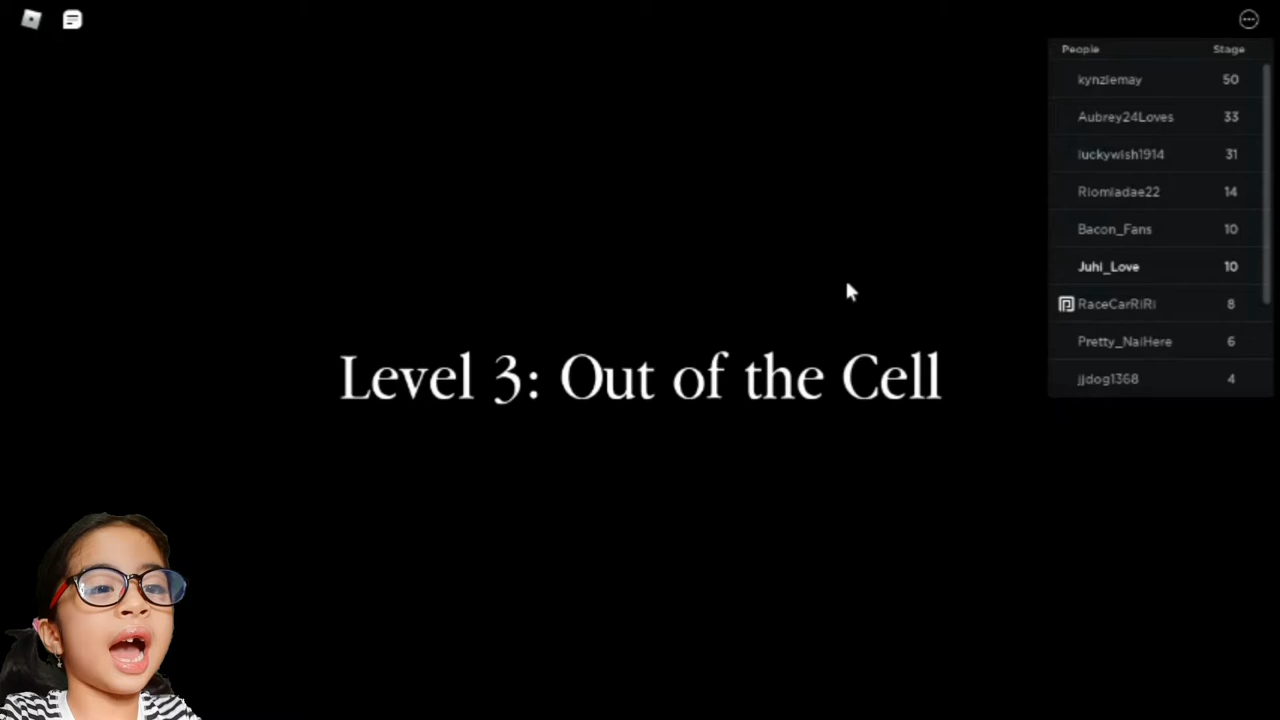 People Stage
kynziemay 50
Aubrey24Loves 33
luckywish1914 31
Riomiadae22 14
Bacon_Fans 10
Juhi_Love 10
RaceCarRiRi 8
Pretty_NaiHere 6
jjdog1368 4
Level 3: Out of the Cell